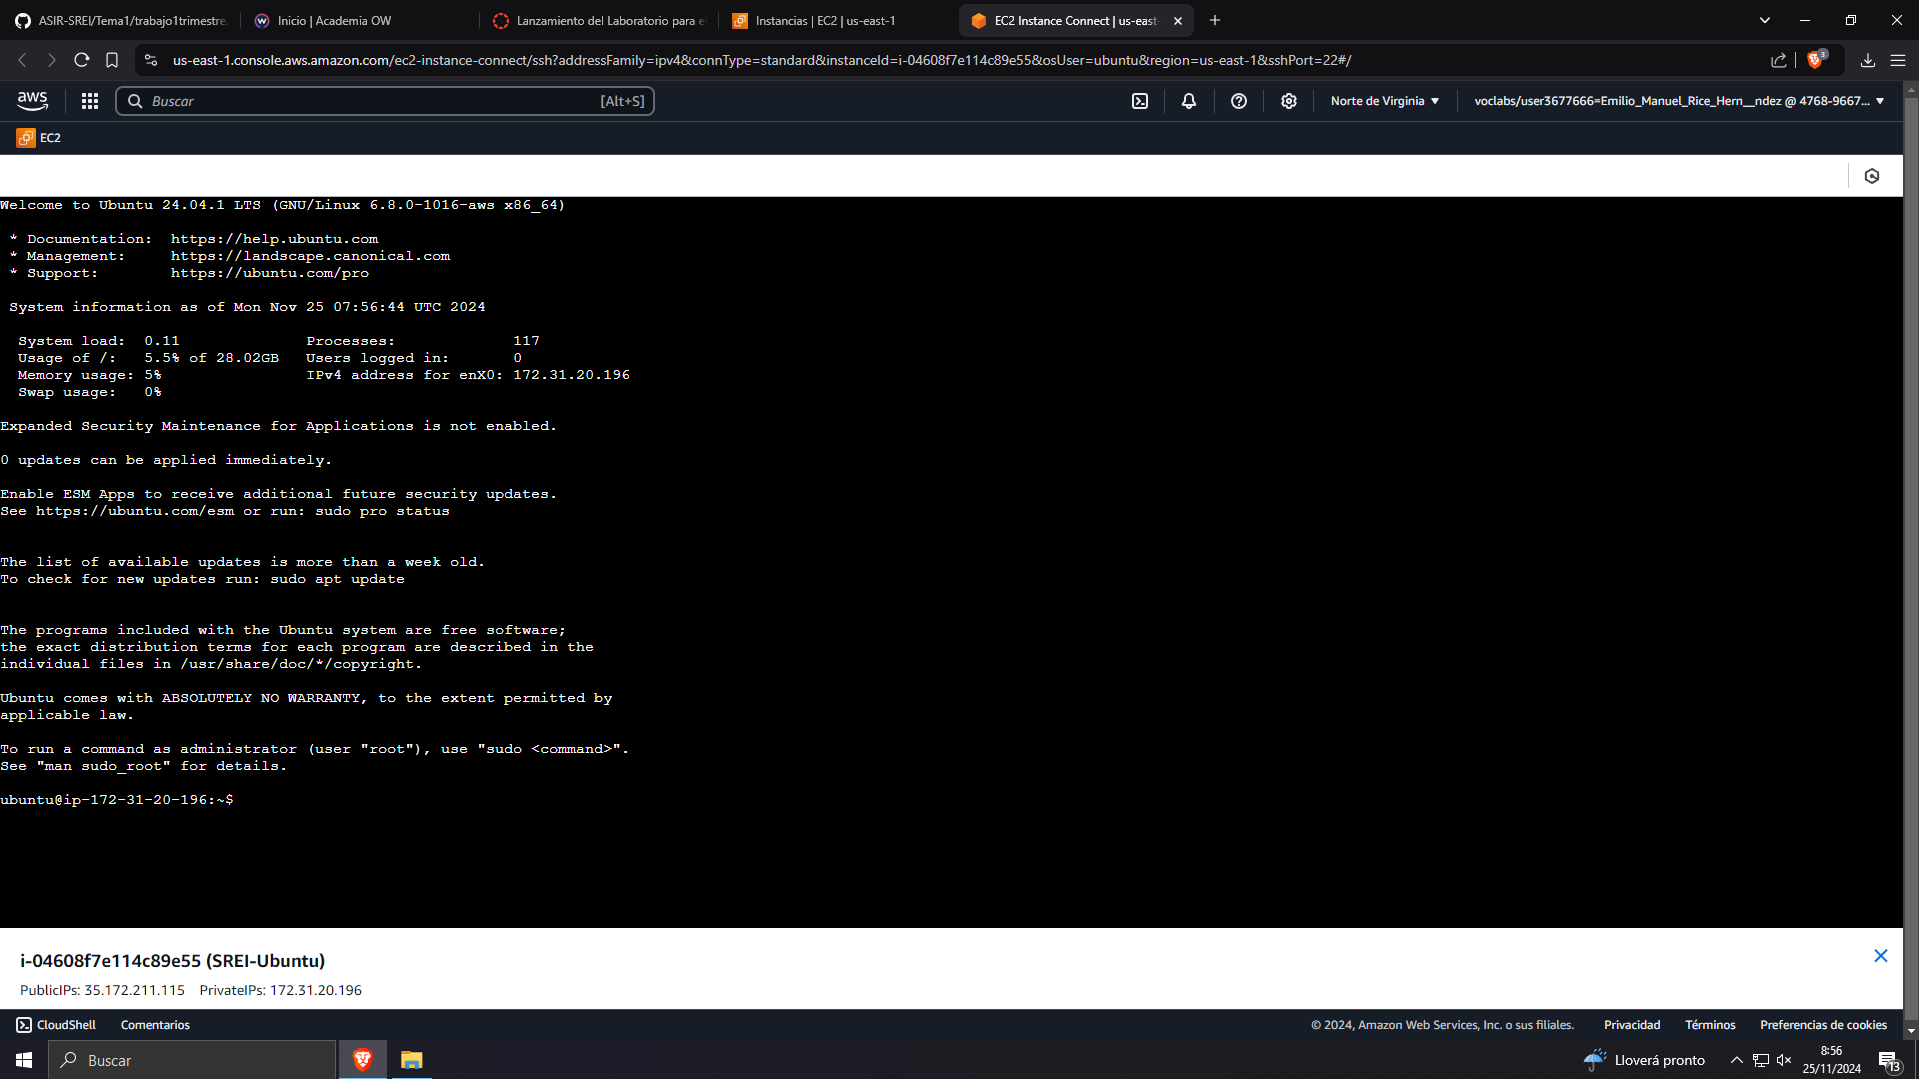 ASIR-SREI/Tema1/trabajo1trimestre.
Inicio | Academia OW
Lanzamiento del Laboratorio para e
Instancias | EC2 | us-east-1
EC2 Instance Connect | us-east-
us-east-1.console.aws.amazon.com/ec2-instance-connect/ssh?addressFamily=ipv4&connType=standard&instanceId=i-04608f7e114c89e55&osUser=ubuntu&region=us-east-1&sshPort=22#/
3
aws
Buscar
[Alt+S]
Norte de Virginia
voclabs/user3677666=Emilio_Manuel_Rice_Hern__ndez @ 4768-9667...
EC2
Welcome to Ubuntu 24.04.1 LTS (GNU/Linux 6.8.0-1016-aws x86_64)
* Documentation:  https://help.ubuntu.com
* Management:     https://landscape.canonical.com
* Support:        https://ubuntu.com/pro
System information as of Mon Nov 25 07:56:44 UTC 2024
System load:  0.11              Processes:             117
Usage of /:   5.5% of 28.02GB   Users logged in:       0
Memory usage: 5%                IPv4 address for enX0: 172.31.20.196
Swap usage:   0%
Expanded Security Maintenance for Applications is not enabled.
0 updates can be applied immediately.
Enable ESM Apps to receive additional future security updates.
See https://ubuntu.com/esm or run: sudo pro status
The list of available updates is more than a week old.
To check for new updates run: sudo apt update
The programs included with the Ubuntu system are free software;
the exact distribution terms for each program are described in the
individual files in /usr/share/doc/*/copyright.
Ubuntu comes with ABSOLUTELY NO WARRANTY, to the extent permitted by
applicable law.
To run a command as administrator (user "root"), use "sudo <command>".
See "man sudo_root" for details.
ubuntu@ip-172-31-20-196:~$
i-04608f7e114c89e55 (SREI-Ubuntu)
PublicIPs: 35.172.211.115    PrivateIPs: 172.31.20.196
CloudShell
Comentarios
© 2024, Amazon Web Services, Inc. o sus filiales.
Privacidad
Términos
Preferencias de cookies
Buscar
Lloverá pronto
8:56
25/11/2024
13